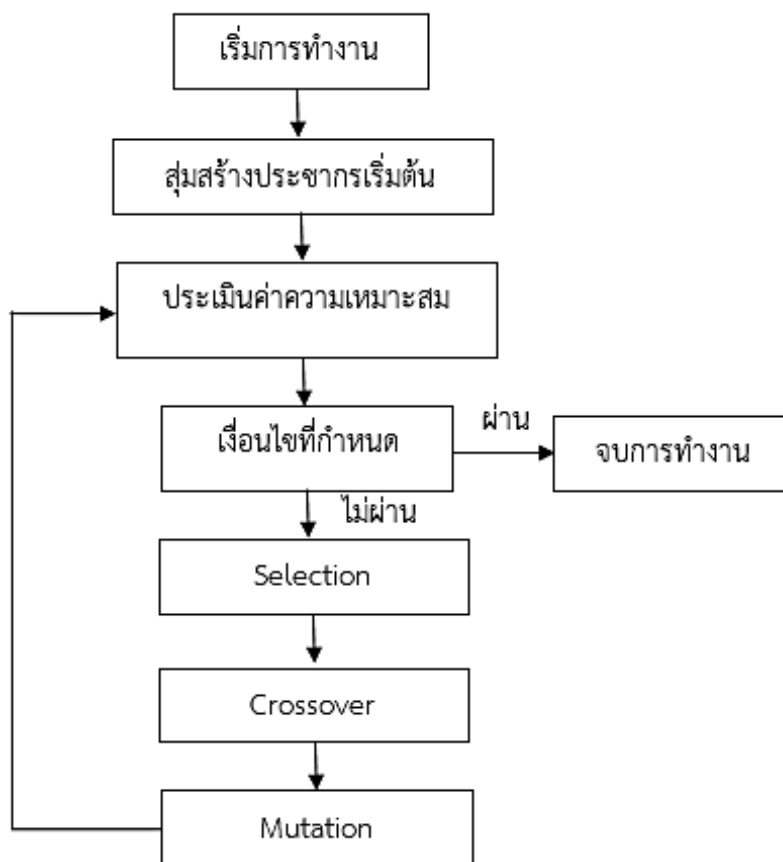 เริ่มการทำงาน
สุ่มสร้างประชากรเริ่มต้น
ประเมินค่าความเหมาะสม
เงื่อนไขที่กำหนด
ผ่าน
จบการทำงาน
ไม่ผ่าน
Selection
Crossover
Mutation